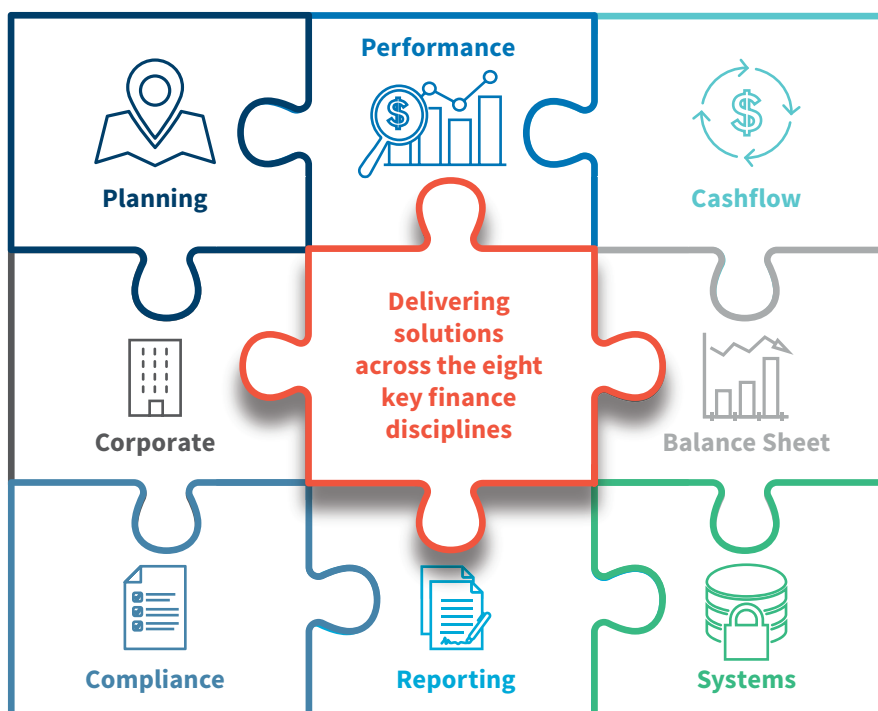 Performance
Planning
Cashflow
Delivering
solutions
across the eight
key finance
disciplines
Corporate
Balance Sheet
Compliance
Reporting
Systems